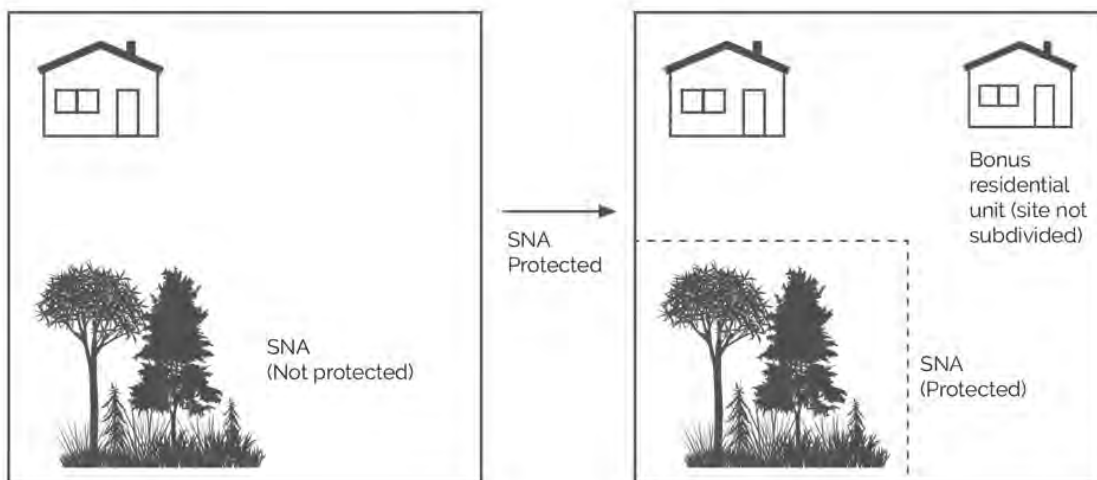 SNA
(Not protected)
SNA
Protected
Bonus
residential
unit (site not
subdivided)
SNA
(Protected)